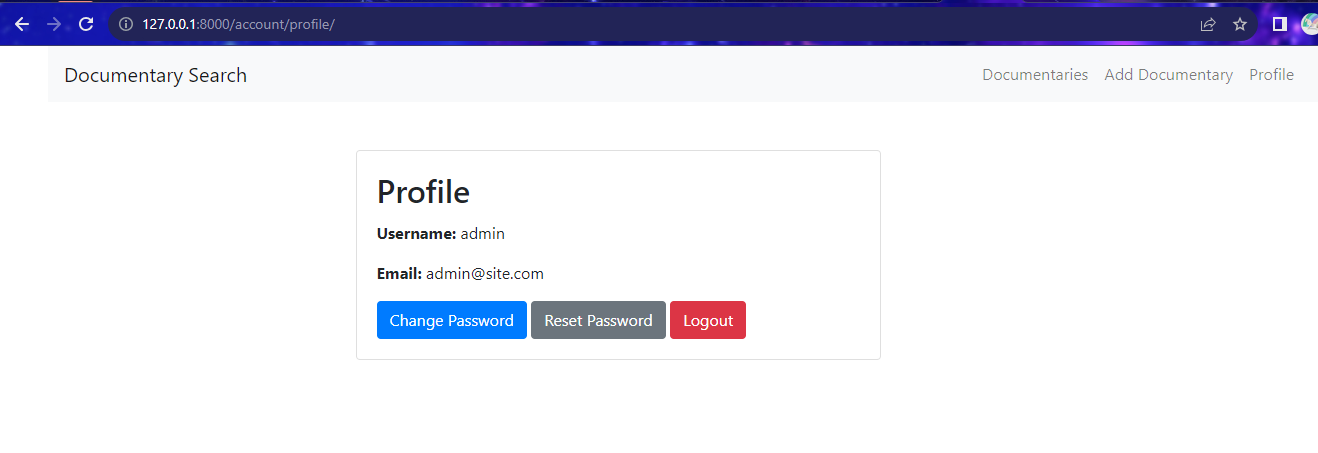 127.0.0.1:8000/account/profile/
Documentary Search Documentaries Add Documentary Profile
Profile
Username: admin
Email: admin@site.com
Change Password Reset Password Logout